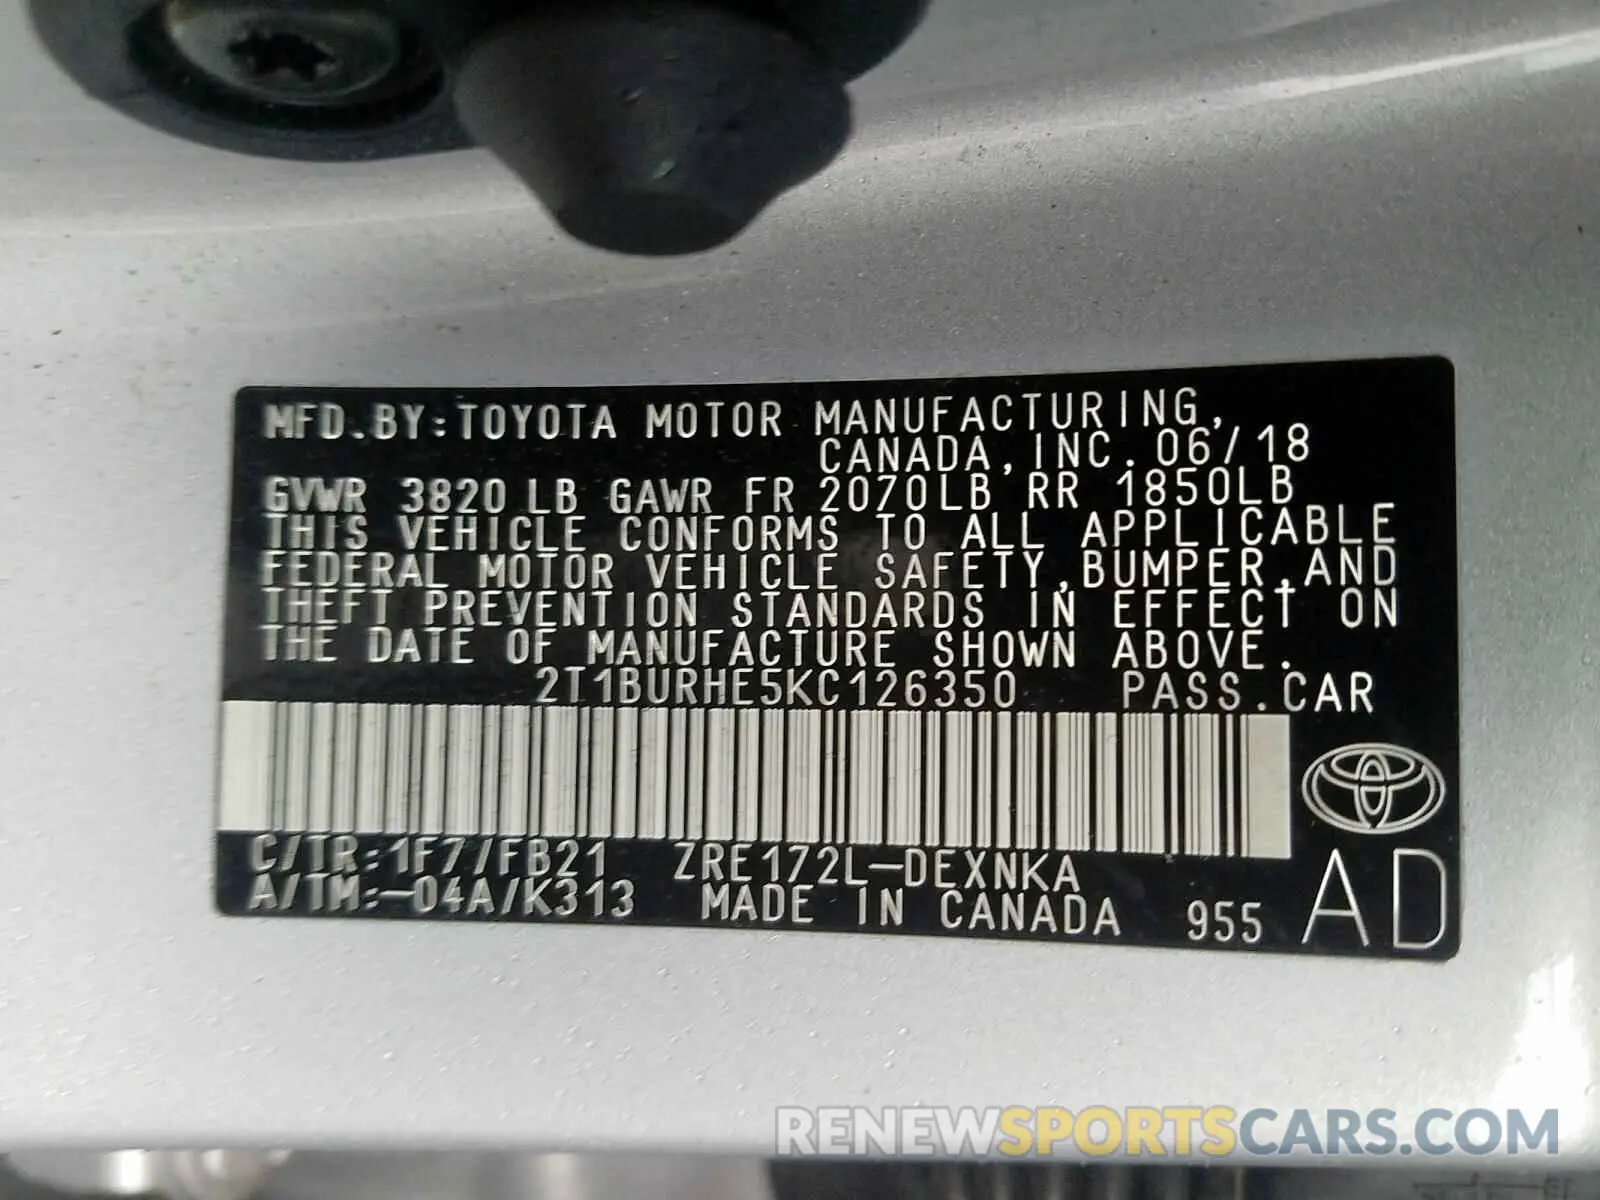 MFD.BY:TOYOTA MOTOR MANUFACTURING,
CANADA,INC.06/18
GVWR 3820 LB GAWR FR 2070LB RR 1850LB
THIS VEHICLE CONFORMS TO ALL APPLICABLE
FEDERAL MOTOR VEHICLE SAFETY,BUMPER,AND
THEFT PREVENTION STANDARDS IN EFFECT ON
THE DATE OF MANUFACTURE SHOWN ABOVE.
2T1BURHE5KC126350 PASS.CAR
C/TR:1F7/FB21 ZRE172L-DEXNKA
A/TM:-04A/K313 MADE IN CANADA 955 AD
RENEWSPORTSCARS.COM